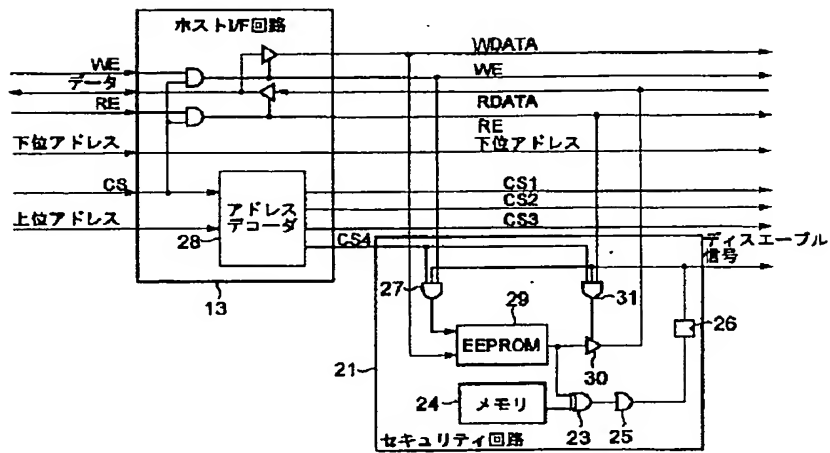 ホストI/F回路
WE
データ
RE
下位アドレス
CS
上位アドレス
アドレス
デコーダ
28
13
WDATA
WE
RDATA
RE
下位アドレス
CS1
CS2
CS3
CS4
ディスエーブル
信号
27
31
29
EEPROM
26
30
21
24
メモリ
23
25
セキュリティ回路